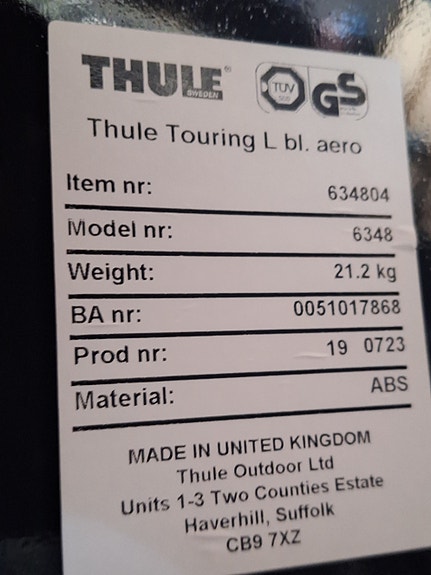 THULE®
SWEDEN
TÜV
GS
Thule Touring L bl. aero
Item nr: 634804
Model nr: 6348
Weight: 21.2 kg
BA nr: 0051017868
Prod nr: 19 0723
Material: ABS
MADE IN UNITED KINGDOM
Thule Outdoor Ltd
Units 1-3 Two Counties Estate
Haverhill, Suffolk
CB9 7XZ